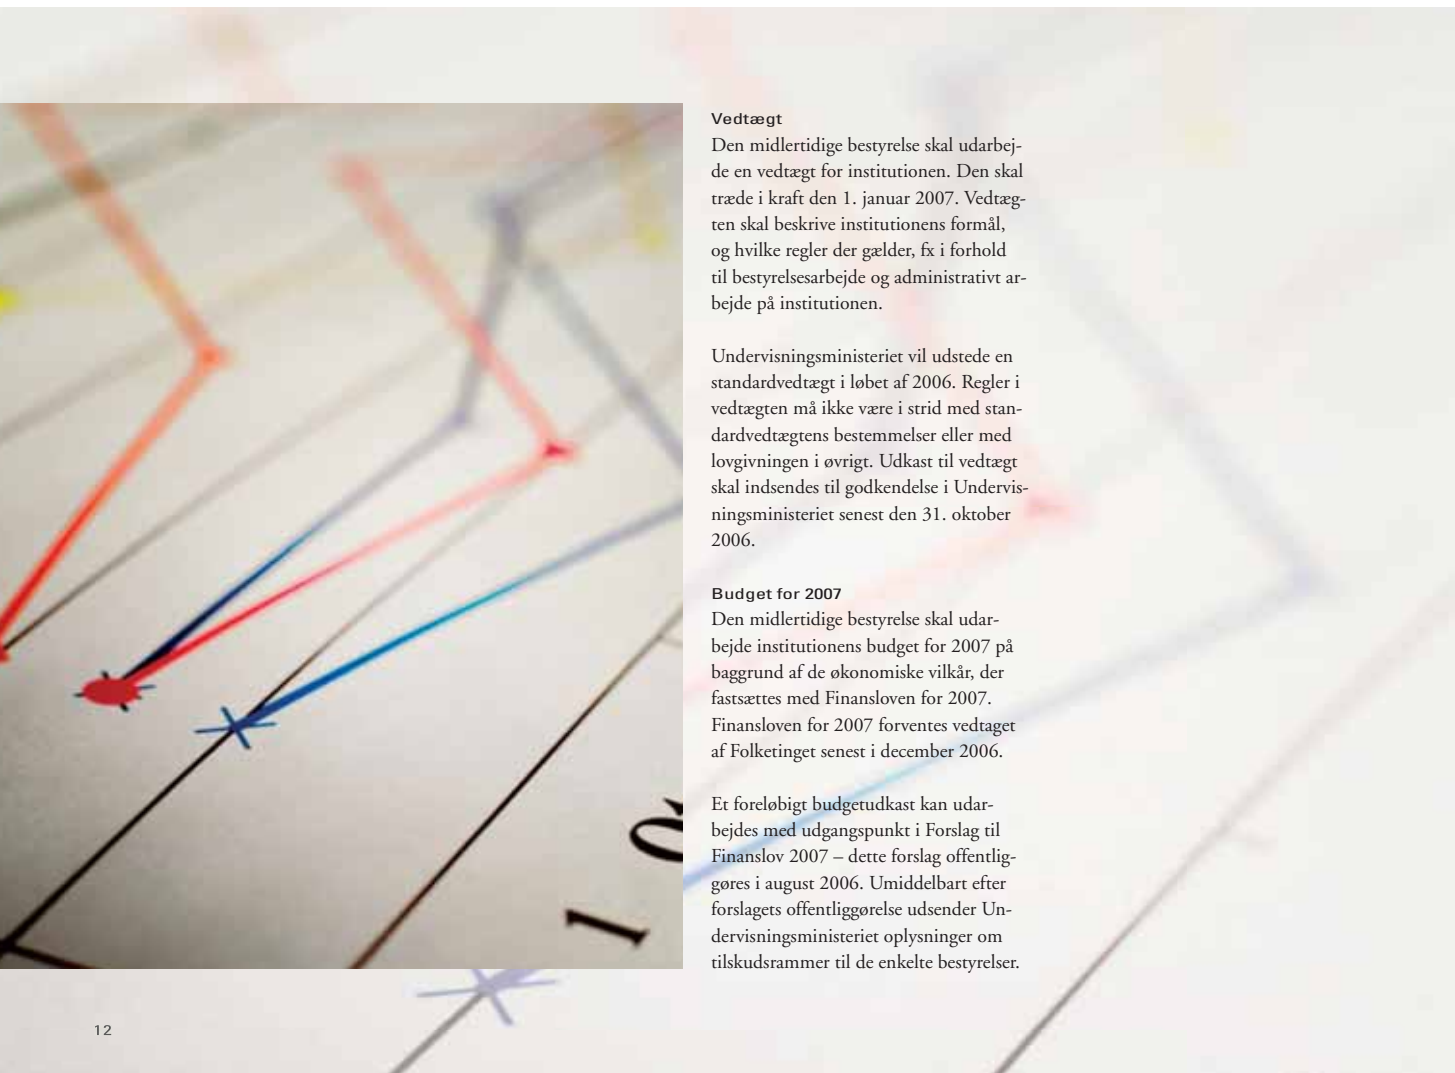 Vedtægt
Den midlertidige bestyrelse skal udarbej-
de en vedtægt for institutionen. Den skal
træde i kraft den 1. januar 2007. Vedtæg-
ten skal beskrive institutionens formål,
og hvilke regler der gælder, fx i forhold
til bestyrelsesarbejde og administrativt ar-
bejde på institutionen.
Undervisningsministeriet vil udstede en
standardvedtægt i løbet af 2006. Regler i
vedtægten må ikke være i strid med stan-
dardvedtægtens bestemmelser eller med
lovgivningen i øvrigt. Udkast til vedtægt
skal indsendes til godkendelse i Undervis-
ningsministeriet senest den 31. oktober
2006.
Budget for 2007
Den midlertidige bestyrelse skal udar-
bejde institutionens budget for 2007 på
baggrund af de økonomiske vilkår, der
fastsættes med Finansloven for 2007.
Finansloven for 2007 forventes vedtaget
af Folketinget senest i december 2006.
Et foreløbigt budgetudkast kan udar-
bejdes med udgangspunkt i Forslag til
Finanslov 2007 – dette forslag offentlig-
gøres i august 2006. Umiddelbart efter
forslagets offentliggørelse udsender Un-
dervisningsministeriet oplysninger om
tilskudsrammer til de enkelte bestyrelser.
12